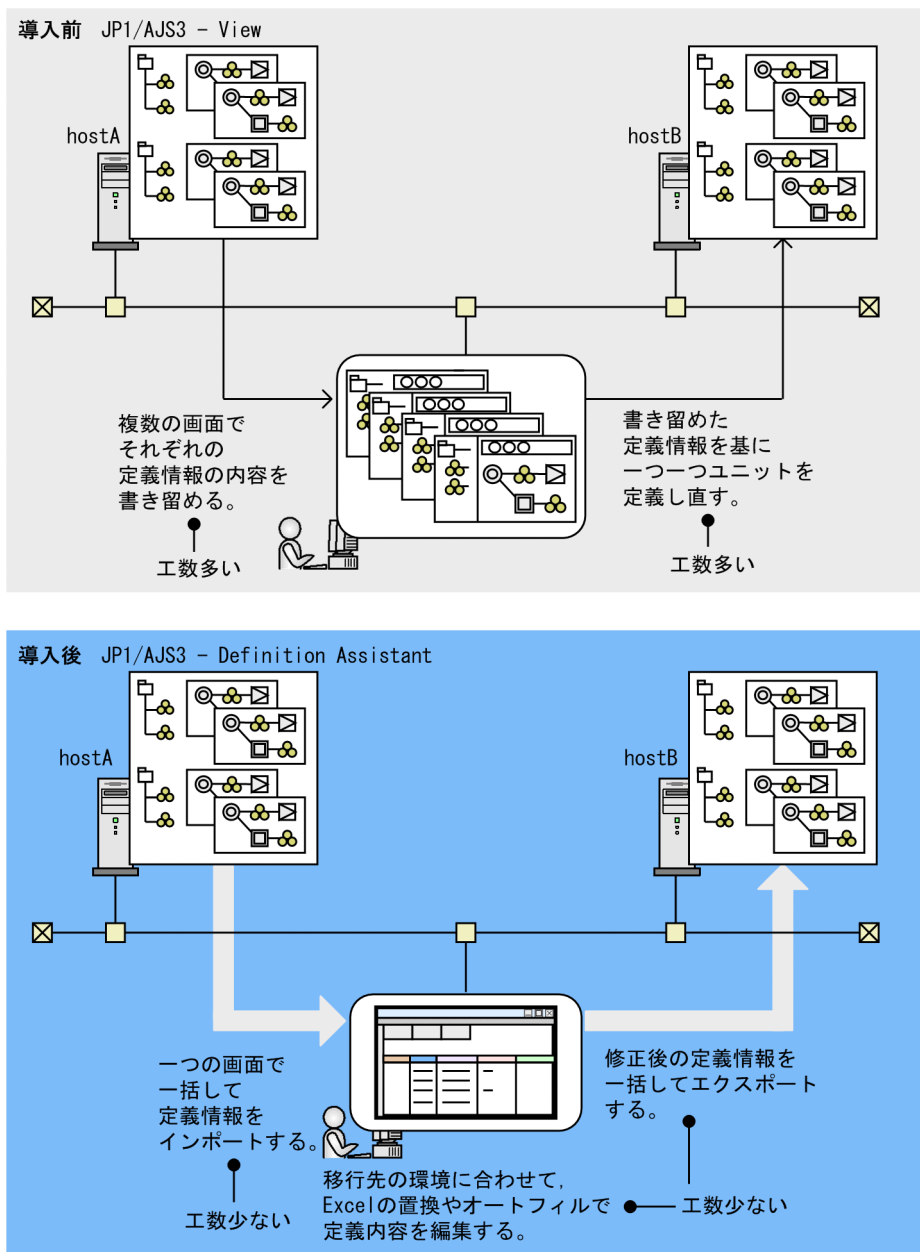 導入前 JP1/AJS3 - View
hostA
hostB
複数の画面で
それぞれの
定義情報の内容を
書き留める。
工数多い
書き留めた
定義情報を基に
一つ一つユニットを
定義し直す。
工数多い
導入後 JP1/AJS3 - Definition Assistant
hostA
hostB
一つの画面で
一括して
定義情報を
インポートする。
工数少ない
修正後の定義情報を
一括してエクスポート
する。
移行先の環境に合わせて,
Excelの置換やオートフィルで
定義内容を編集する。
工数少ない